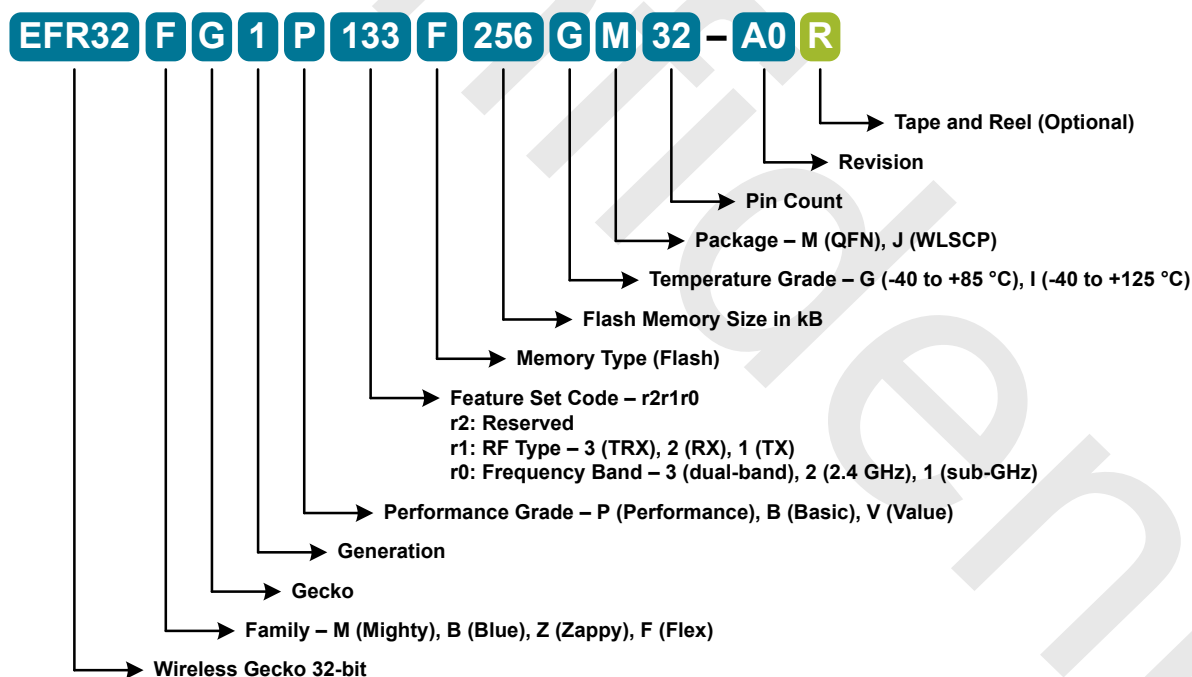 EFR32 F G 1 P 133 F 256 G M 32 – A0 R
Tape and Reel (Optional)
Revision
Pin Count
Package – M (QFN), J (WLSCP)
Temperature Grade – G (-40 to +85 °C), I (-40 to +125 °C)
Flash Memory Size in kB
Memory Type (Flash)
Feature Set Code – r2r1r0
r2: Reserved
r1: RF Type – 3 (TRX), 2 (RX), 1 (TX)
r0: Frequency Band – 3 (dual-band), 2 (2.4 GHz), 1 (sub-GHz)
Performance Grade – P (Performance), B (Basic), V (Value)
Generation
Gecko
Family – M (Mighty), B (Blue), Z (Zappy), F (Flex)
Wireless Gecko 32-bit